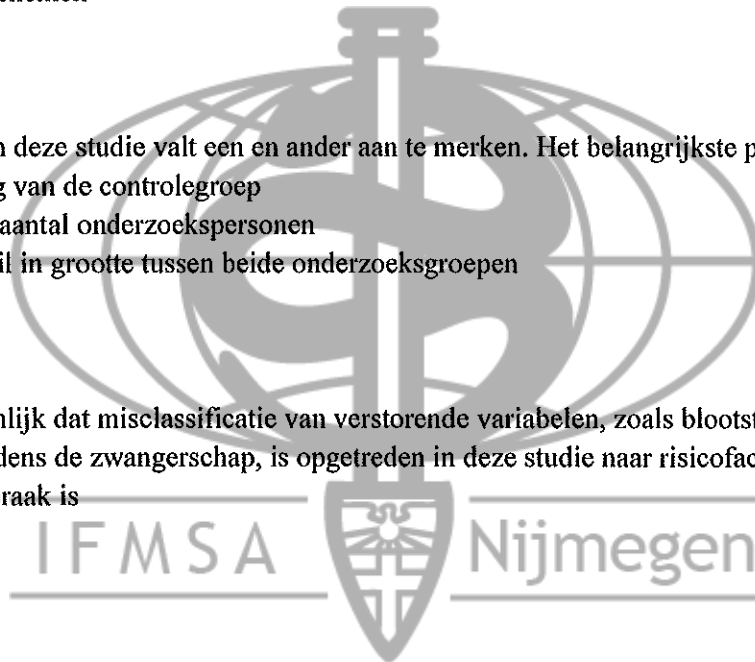 n deze studie valt een en ander aan te merken. Het belangrijkste
g van de controlegroep
aantal onderzoekspersonen
il in grootte tussen beide onderzoeksgroepen
nlijk dat misclassificatie van verstorende variabelen, zoals
dens de zwangerschap, is opgetreden in deze studie naar
raak is
IFMSA Nijmegen